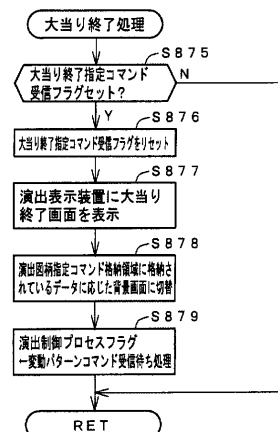 大当り終了処理
S875
大当り終了指定コマンド
受信フラグセット?
N
Y
S876
大当り終了指定コマンド受信フラグをリセット
S877
演出表示装置に大当り
終了画面を表示
S878
演出図柄指定コマンド格納領域に格納さ
れているデータに応じた背景画面に切替
S879
演出制御プロセスフラグ
←変動パターンコマンド受信待ち処理
RET